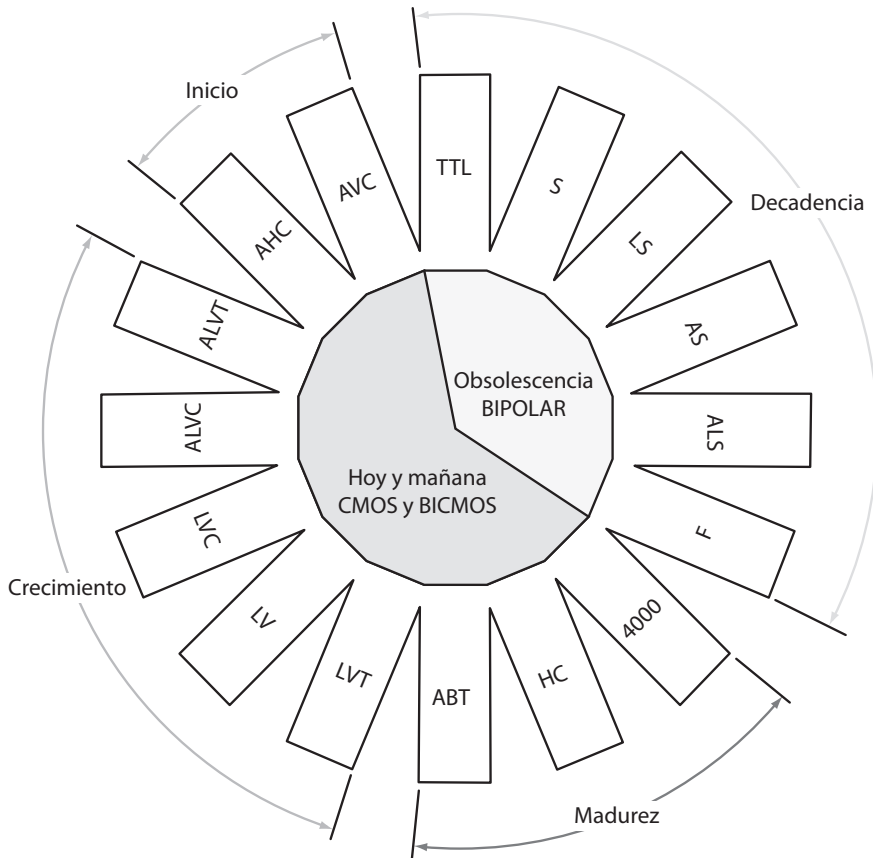 Inicio
Decadencia
Crecimiento
Madurez
TTL
S
LS
AS
ALS
F
4000
HC
ABT
LVT
LV
LVC
ALVC
ALVT
AHC
AVC
Obsolescencia
BIPOLAR
Hoy y mañana
CMOS y BICMOS